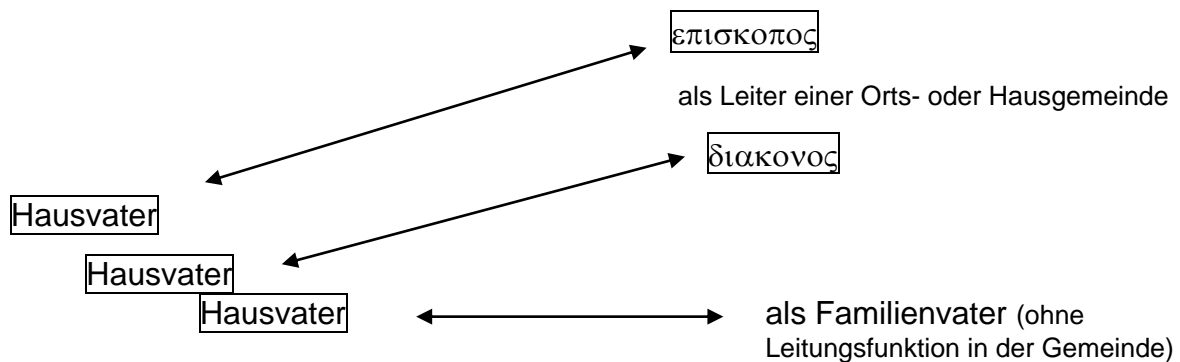 επισκοπος
als Leiter einer Orts- oder Hausgemeinde
διακονος
Hausvater
Hausvater
Hausvater
als Familienvater (ohne
Leitungsfunktion in der Gemeinde)